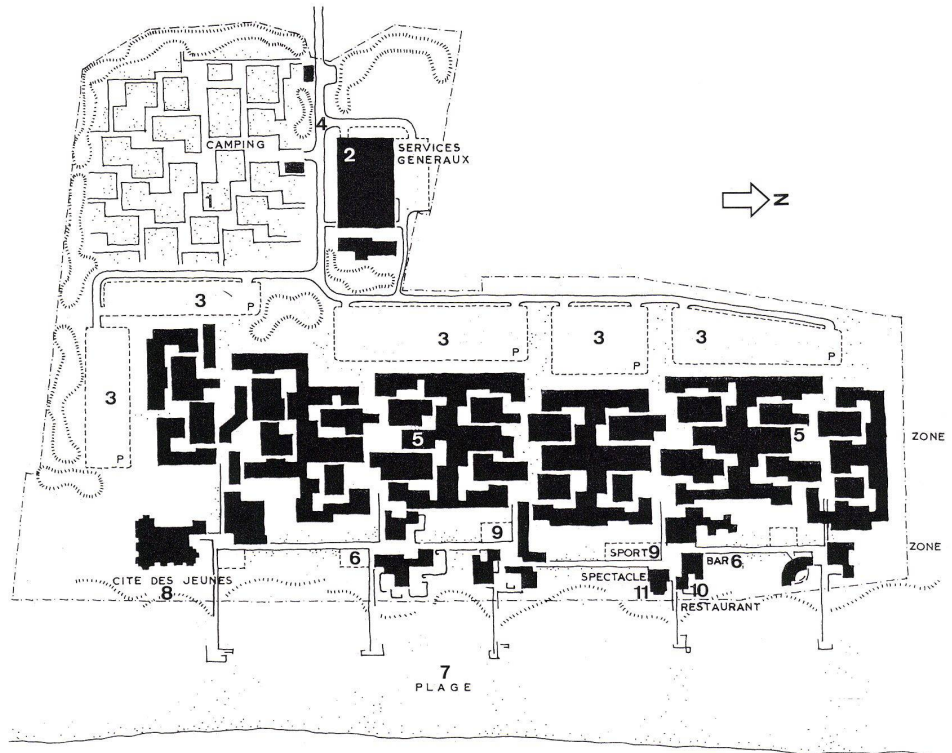 4
CAMPING
2
SERVICES
GENERAUX
1
N
3
P
3
P
3
P
3
P
3
P
5
5
ZONE
9
6
SPORT 9
BAR 6
ZONE
CITE DES JEUNES
8
SPECTACLE
11
10
RESTAURANT
7
PLAGE